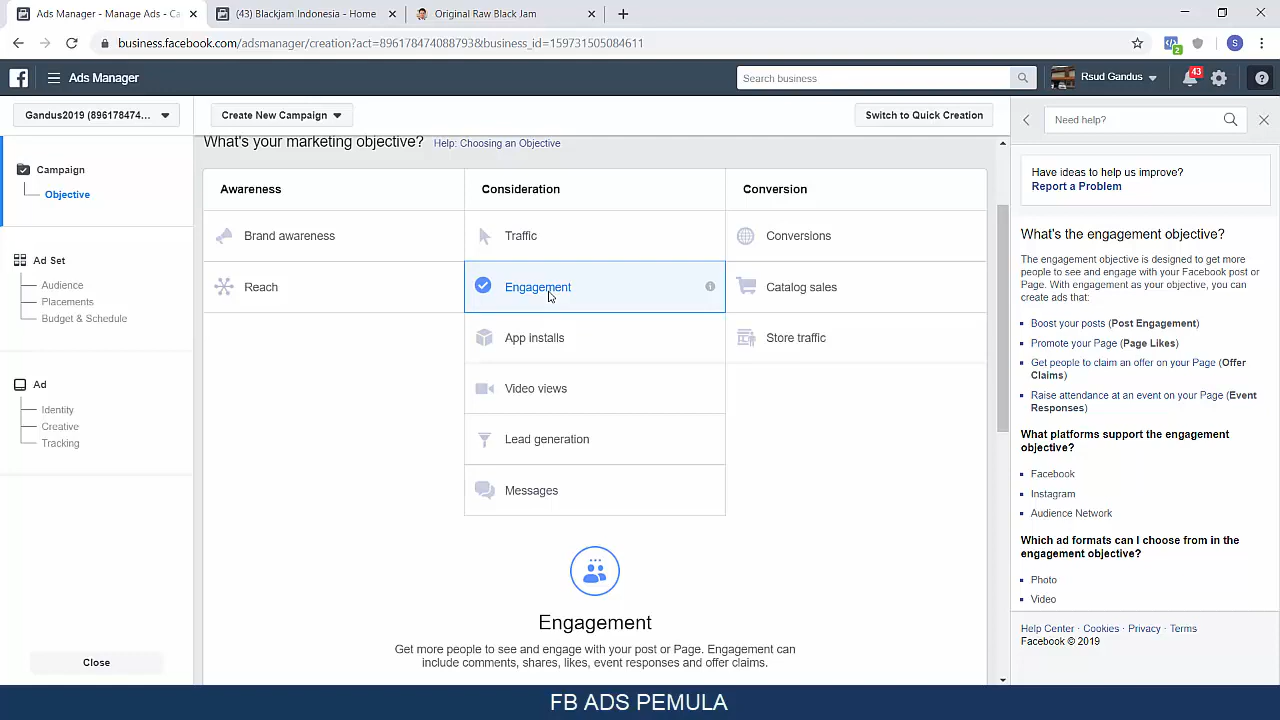 Ads Manager - Manage Ads - Ca
(43) Blackjam Indonesia - Home
Original Raw Black Jam
business.facebook.com/adsmanager/creation?act=896178474088793&business_id=159731505084611
S
2
Ads Manager
Search business
Rsud Gandus
43
Gandus2019 (896178474...
Create New Campaign
Switch to Quick Creation
Need help?
Campaign
Objective
Ad Set
Audience
Placements
Budget & Schedule
Ad
Identity
Creative
Tracking
Close
What's your marketing objective?
Help: Choosing an Objective
Awareness
Consideration
Conversion
Brand awareness
Traffic
Conversions
Reach
Engagement
Catalog sales
App installs
Store traffic
Video views
Lead generation
Messages
Engagement
Get more people to see and engage with your post or Page. Engagement can
include comments, shares, likes, event responses and offer claims.
Have ideas to help us improve?
Report a Problem
What's the engagement objective?
The engagement objective is designed to get more
people to see and engage with your Facebook post or
Page. With engagement as your objective, you can
create ads that:
Boost your posts (Post Engagement)
Promote your Page (Page Likes)
Get people to claim an offer on your Page (Offer
Claims)
Raise attendance at an event on your Page (Event
Responses)
What platforms support the engagement
objective?
Facebook
Instagram
Audience Network
Which ad formats can I choose from in the
engagement objective?
Photo
Video
Help Center · Cookies · Privacy · Terms
Facebook © 2019
FB ADS PEMULA